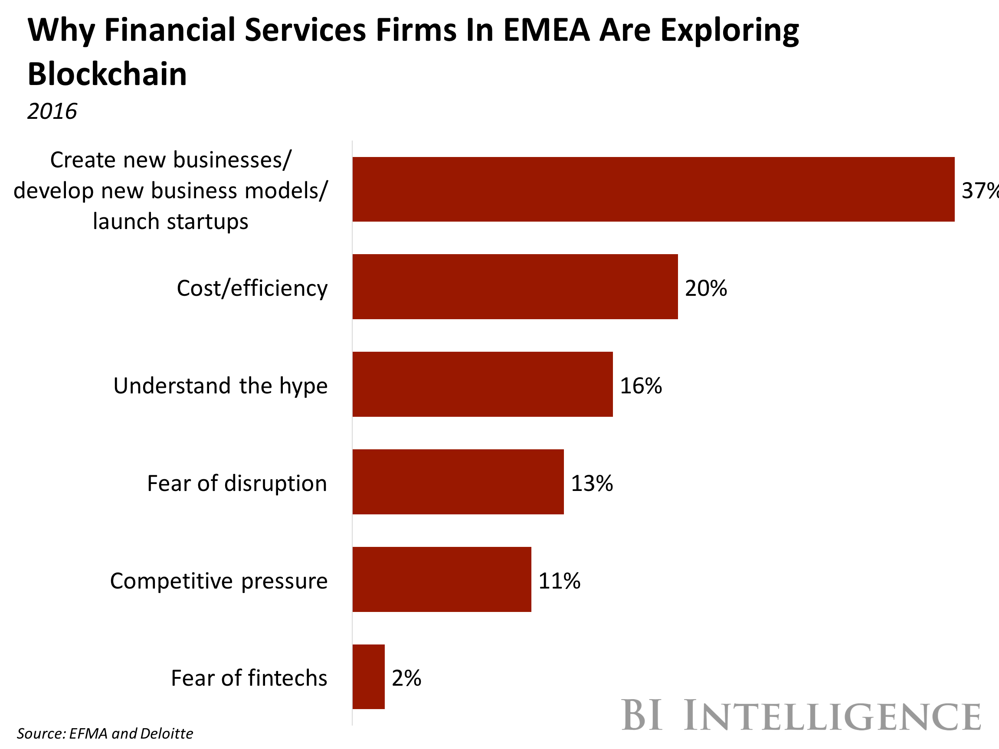 Why Financial Services Firms In EMEA Are Exploring
Blockchain
2016
Create new businesses/
develop new business models/
launch startups
37%
Cost/efficiency
20%
Understand the hype
16%
Fear of disruption
13%
Competitive pressure
11%
Fear of fintechs
2%
Source: EFMA and Deloitte
BI INTELLIGENCE